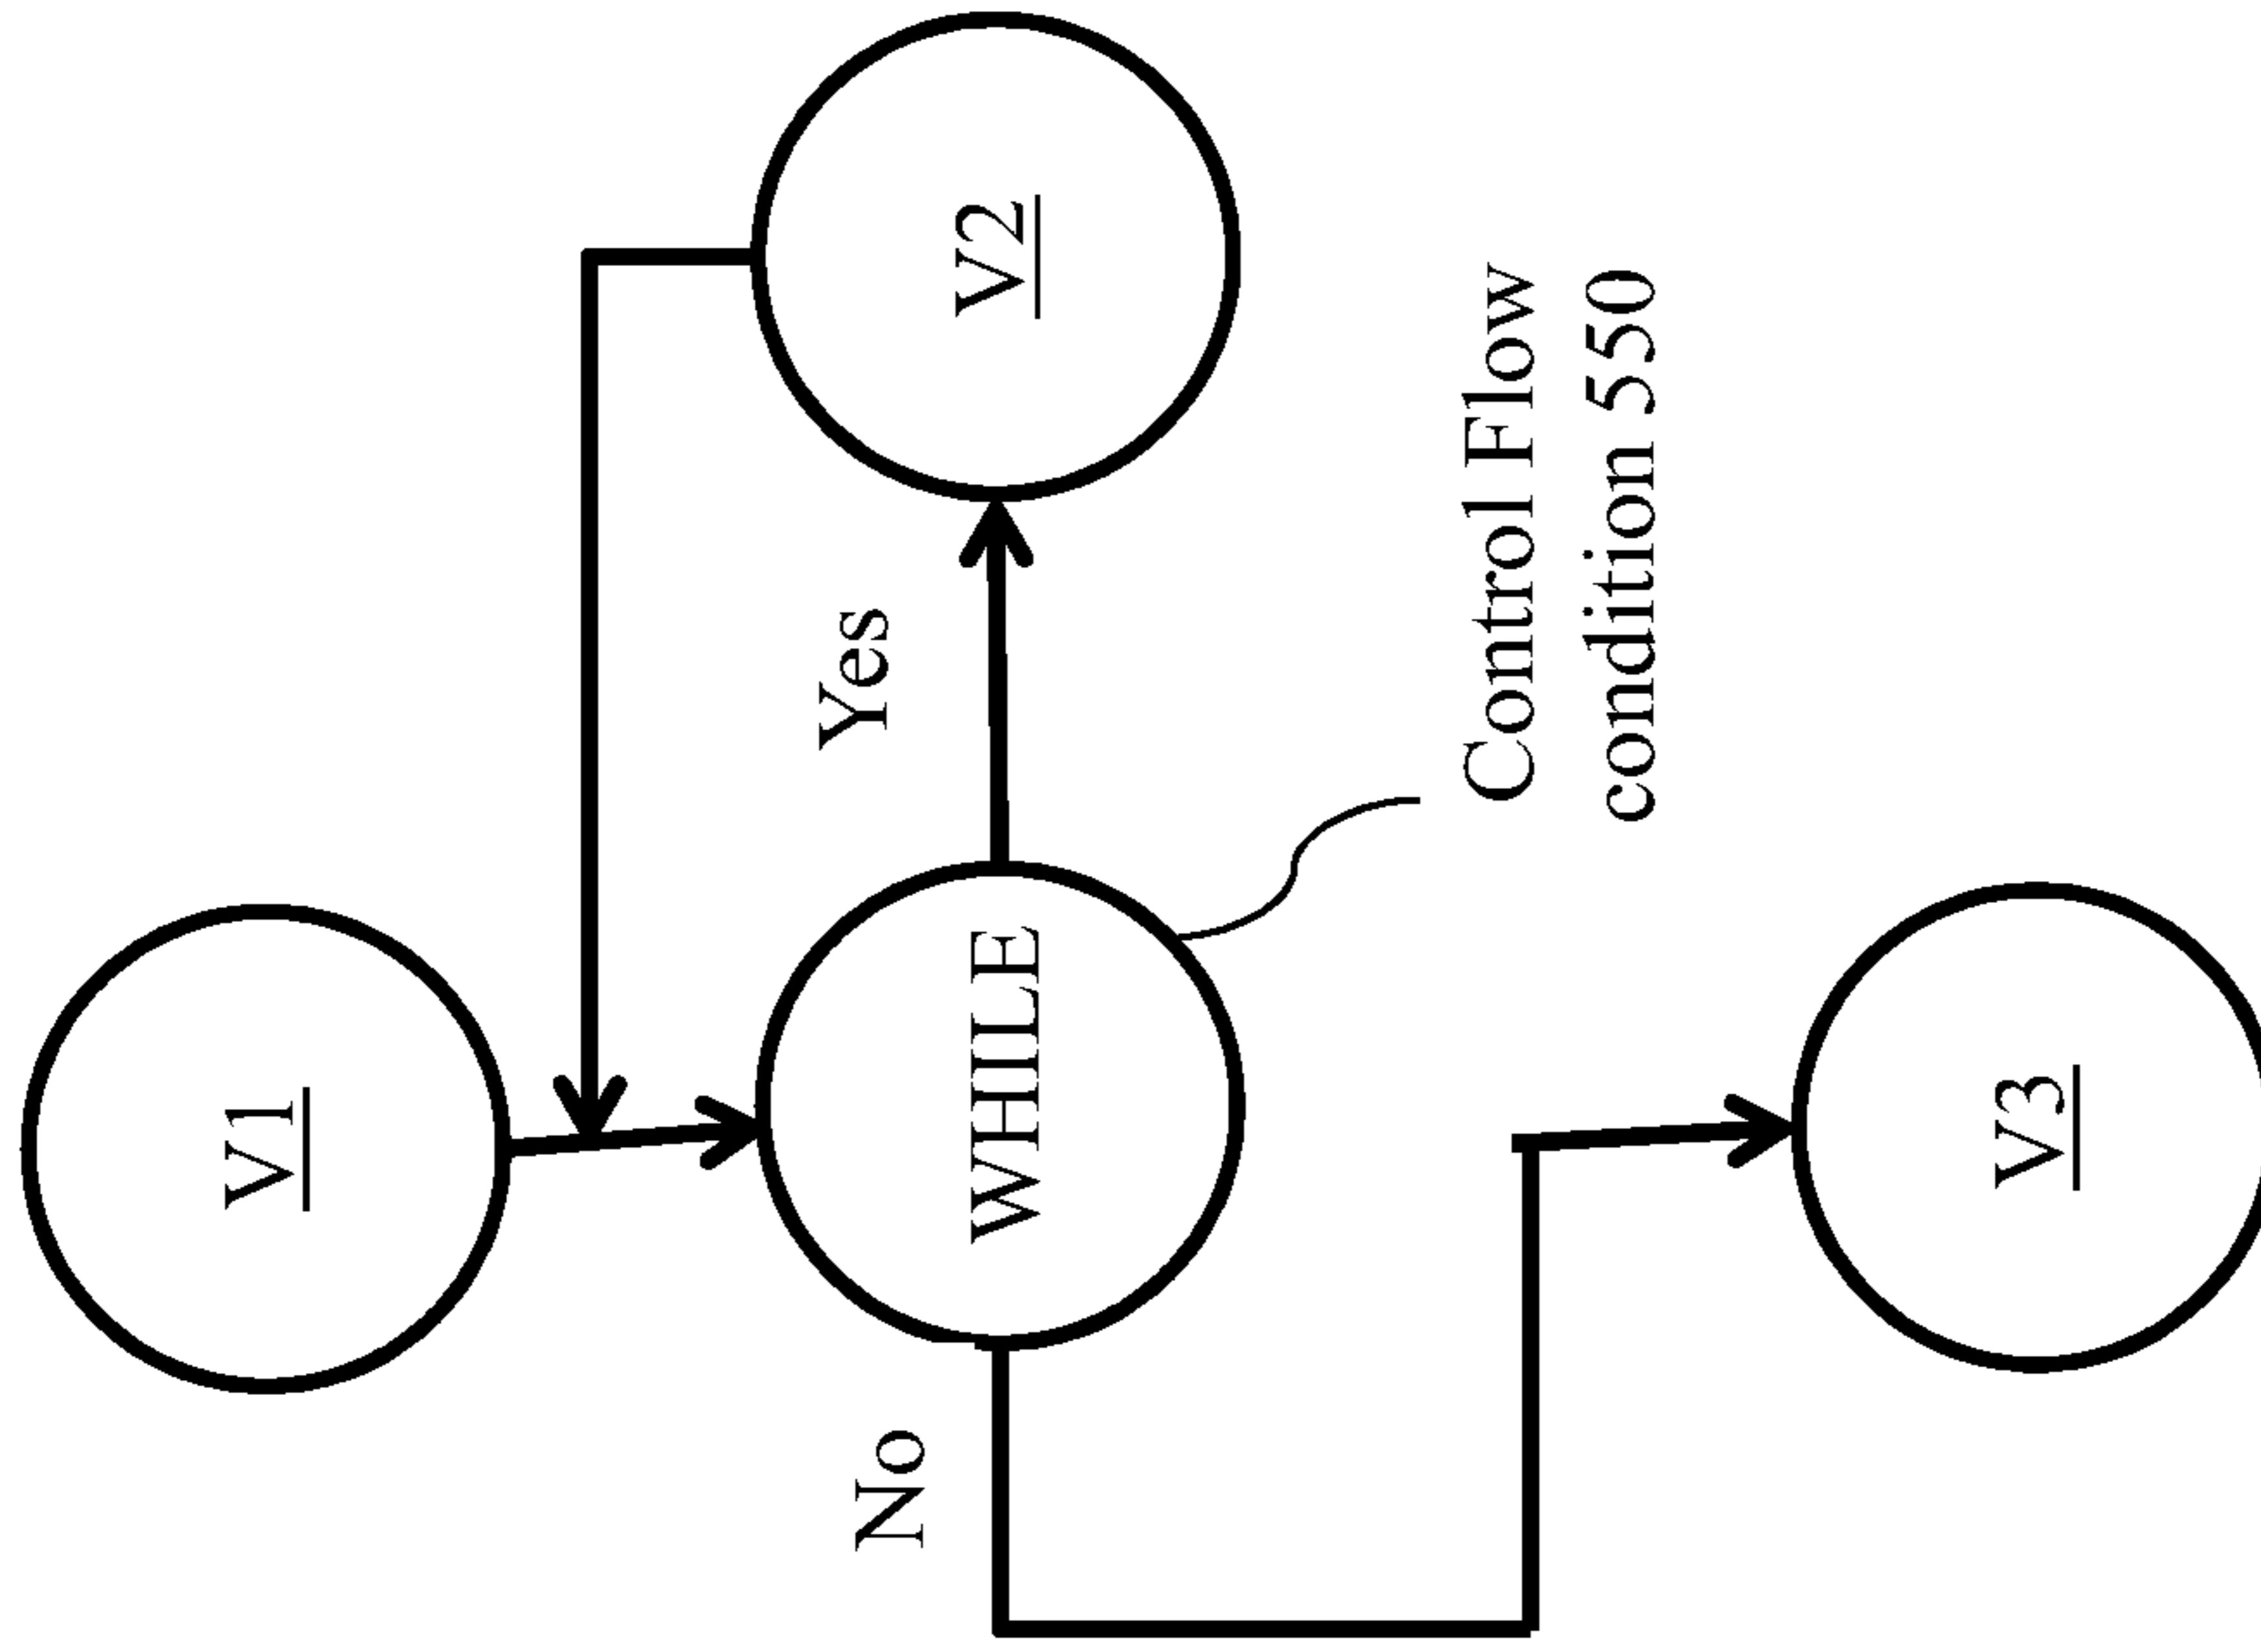 V1
V2
Yes
WHILE
No
Control Flow
condition 550
V3